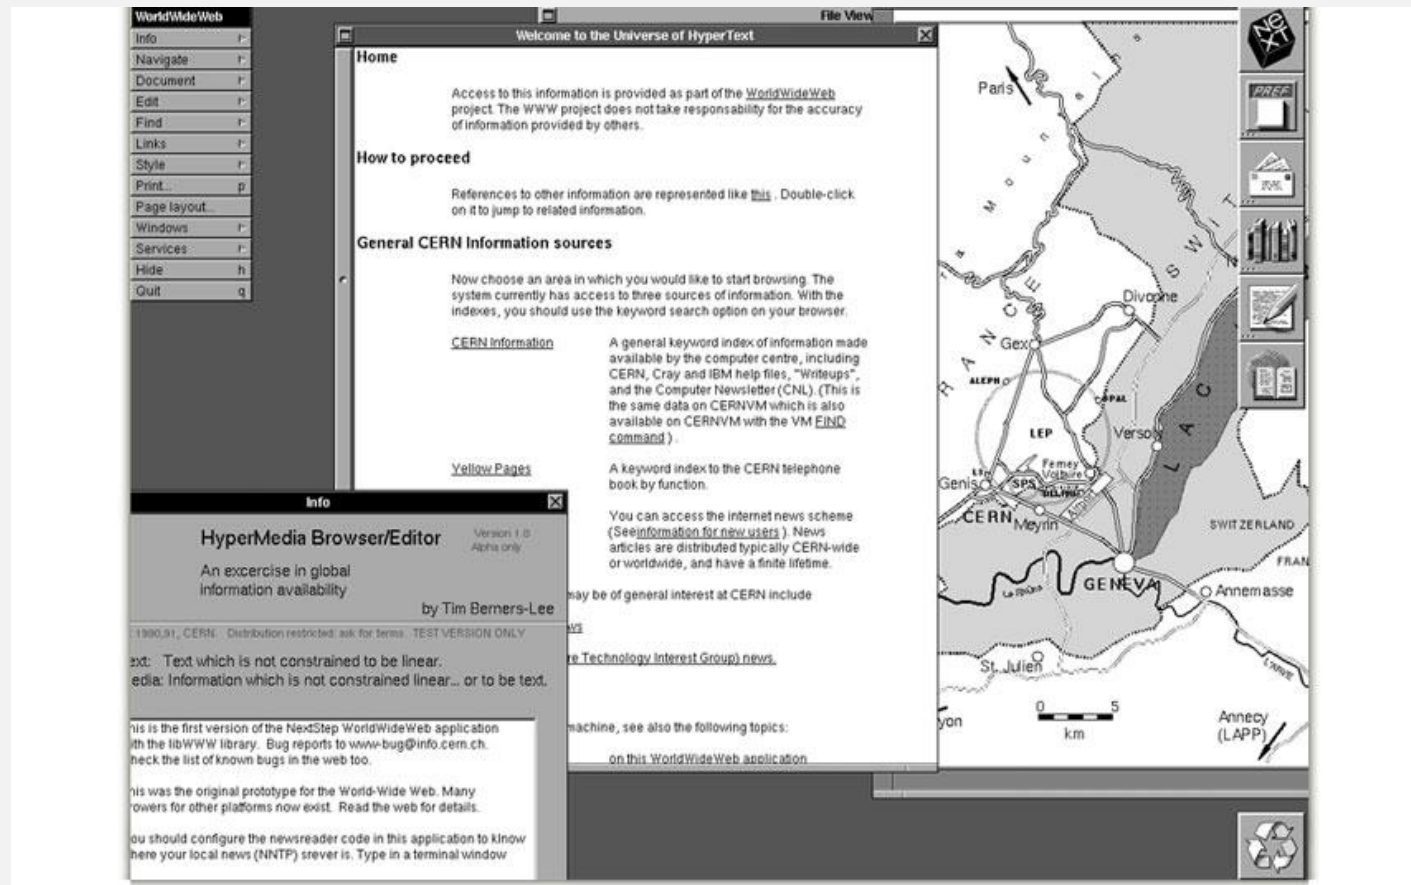 WorldWideWeb
Info
Navigate
Document
Edit
Find
Links
Style
Print... p
Page layout...
Windows
Services
Hide h
Quit q
File View
Welcome to the Universe of HyperText
Home
Access to this information is provided as part of the WorldWideWeb
project. The WWW project does not take responsability for the accuracy
of information provided by others.
How to proceed
References to other information are represented like this . Double-click
on it to jump to related information.
General CERN Information sources
Now choose an area in which you would like to start browsing. The
system currently has access to three sources of information. With the
indexes, you should use the keyword search option on your browser.
CERN Information
A general keyword index of information made
available by the computer centre, including
CERN, Cray and IBM help files, "Writeups",
and the Computer Newsletter (CNL). (This is
the same data on CERNVM which is also
available on CERNVM with the VM FIND
command ) .
Yellow Pages
A keyword index to the CERN telephone
book by function.
You can access the internet news scheme
(See information for new users ). News
articles are distributed typically CERN-wide
or worldwide, and have a finite lifetime.
may be of general interest at CERN include
re Technology Interest Group) news.
machine, see also the following topics:
on this WorldWideWeb application
Info
HyperMedia Browser/Editor
Version 1.0
Alpha only
An excercise in global
information availability
by Tim Berners-Lee
1990,91, CERN. Distribution restricted: ask for terms. TEST VERSION ONLY
ext: Text which is not constrained to be linear.
edia: Information which is not constrained linear... or to be text.
his is the first version of the NextStep WorldWideWeb application
ith the libWWW library. Bug reports to www-bug@info.cern.ch.
heck the list of known bugs in the web too.
his was the original prototype for the World-Wide Web. Many
rowers for other platforms now exist. Read the web for details.
ou should configure the newsreader code in this application to klnow
here your local news (NNTP) srever is. Type in a terminal window
NeXT
PREF
Paris
Divonne
Gex
ALEPH
OPAL
LEP
Versoix
LAC
Ferney
Voltaire
Genis
SPS
DELPHI
CERN
Meyrin
SWITZERLAND
FRAN
GENEVA
Annemasse
St. Julien
L'ARVE
yon
0 5
km
Annecy
(LAPP)